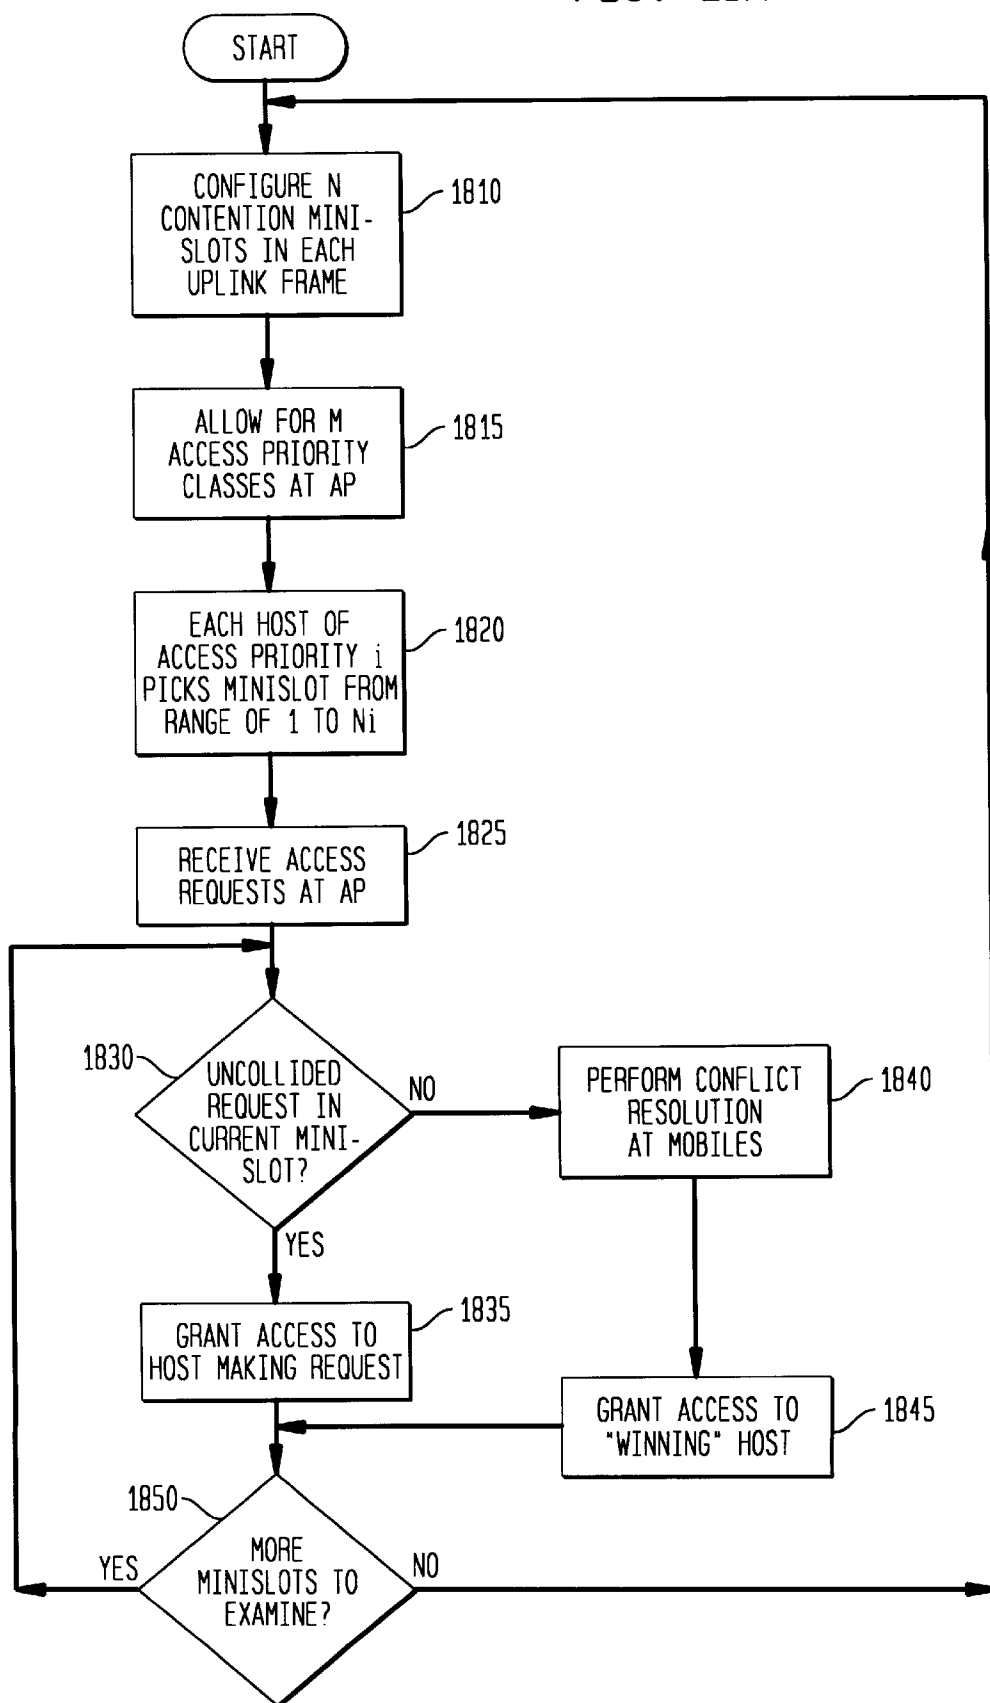 START
CONFIGURE N
CONTENTION MINI-
SLOTS IN EACH
UPLINK FRAME
1810
ALLOW FOR M
ACCESS PRIORITY
CLASSES AT AP
1815
EACH HOST OF
ACCESS PRIORITY i
PICKS MINISLOT FROM
RANGE OF 1 TO Ni
1820
RECEIVE ACCESS
REQUESTS AT AP
1825
1830
UNCOLLIDED
REQUEST IN
CURRENT MINI-
SLOT?
NO
YES
PERFORM CONFLICT
RESOLUTION
AT MOBILES
1840
GRANT ACCESS TO
HOST MAKING REQUEST
1835
GRANT ACCESS TO
"WINNING" HOST
1845
1850
MORE
MINISLOTS TO
EXAMINE?
YES
NO